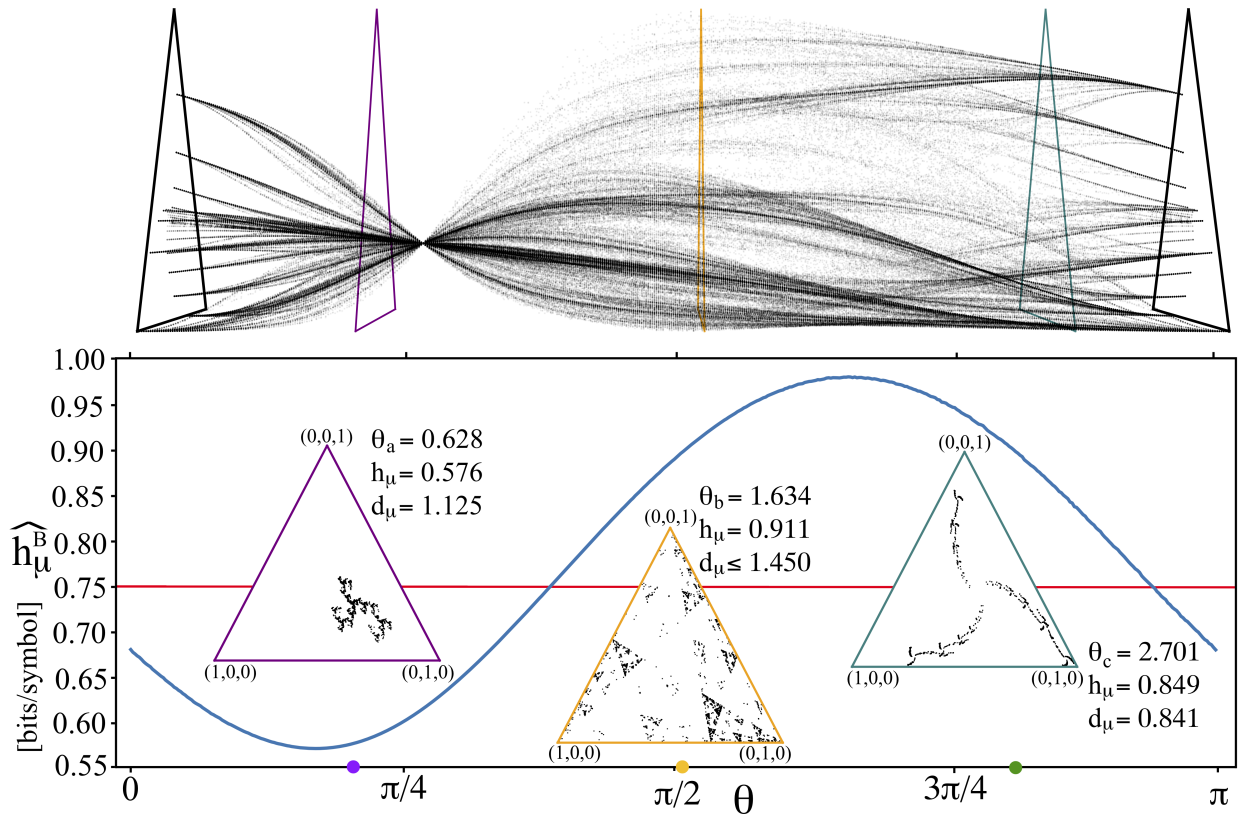 1.00
0.95
0.90
0.85
0.80
0.75
0.70
0.65
0.60
0.55
ĥμᴮ
[bits/symbol]
(0,0,1)
(1,0,0)
(0,1,0)
θa = 0.628
hμ = 0.576
dμ = 1.125
(0,0,1)
(1,0,0)
(0,1,0)
θb = 1.634
hμ = 0.911
dμ ≤ 1.450
(0,0,1)
(1,0,0)
(0,1,0)
θc = 2.701
hμ = 0.849
dμ = 0.841
0
π/4
π/2
3π/4
π
θ